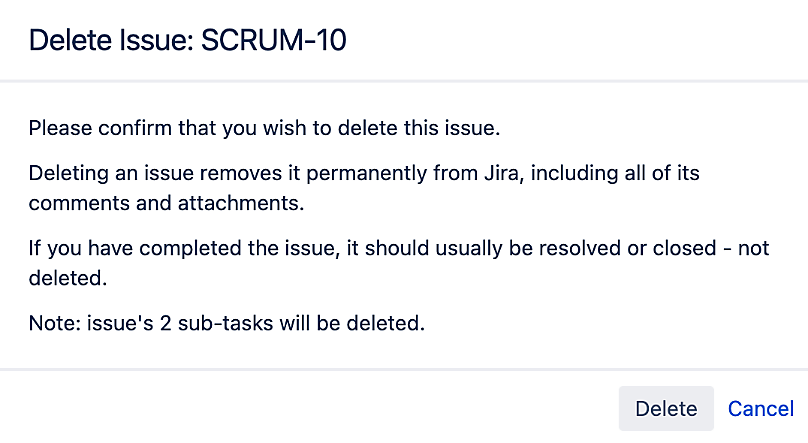 Delete Issue: SCRUM-10
Please confirm that you wish to delete this issue.
Deleting an issue removes it permanently from Jira, including all of its
comments and attachments.
If you have completed the issue, it should usually be resolved or closed - not
deleted.
Note: issue's 2 sub-tasks will be deleted.
Delete Cancel